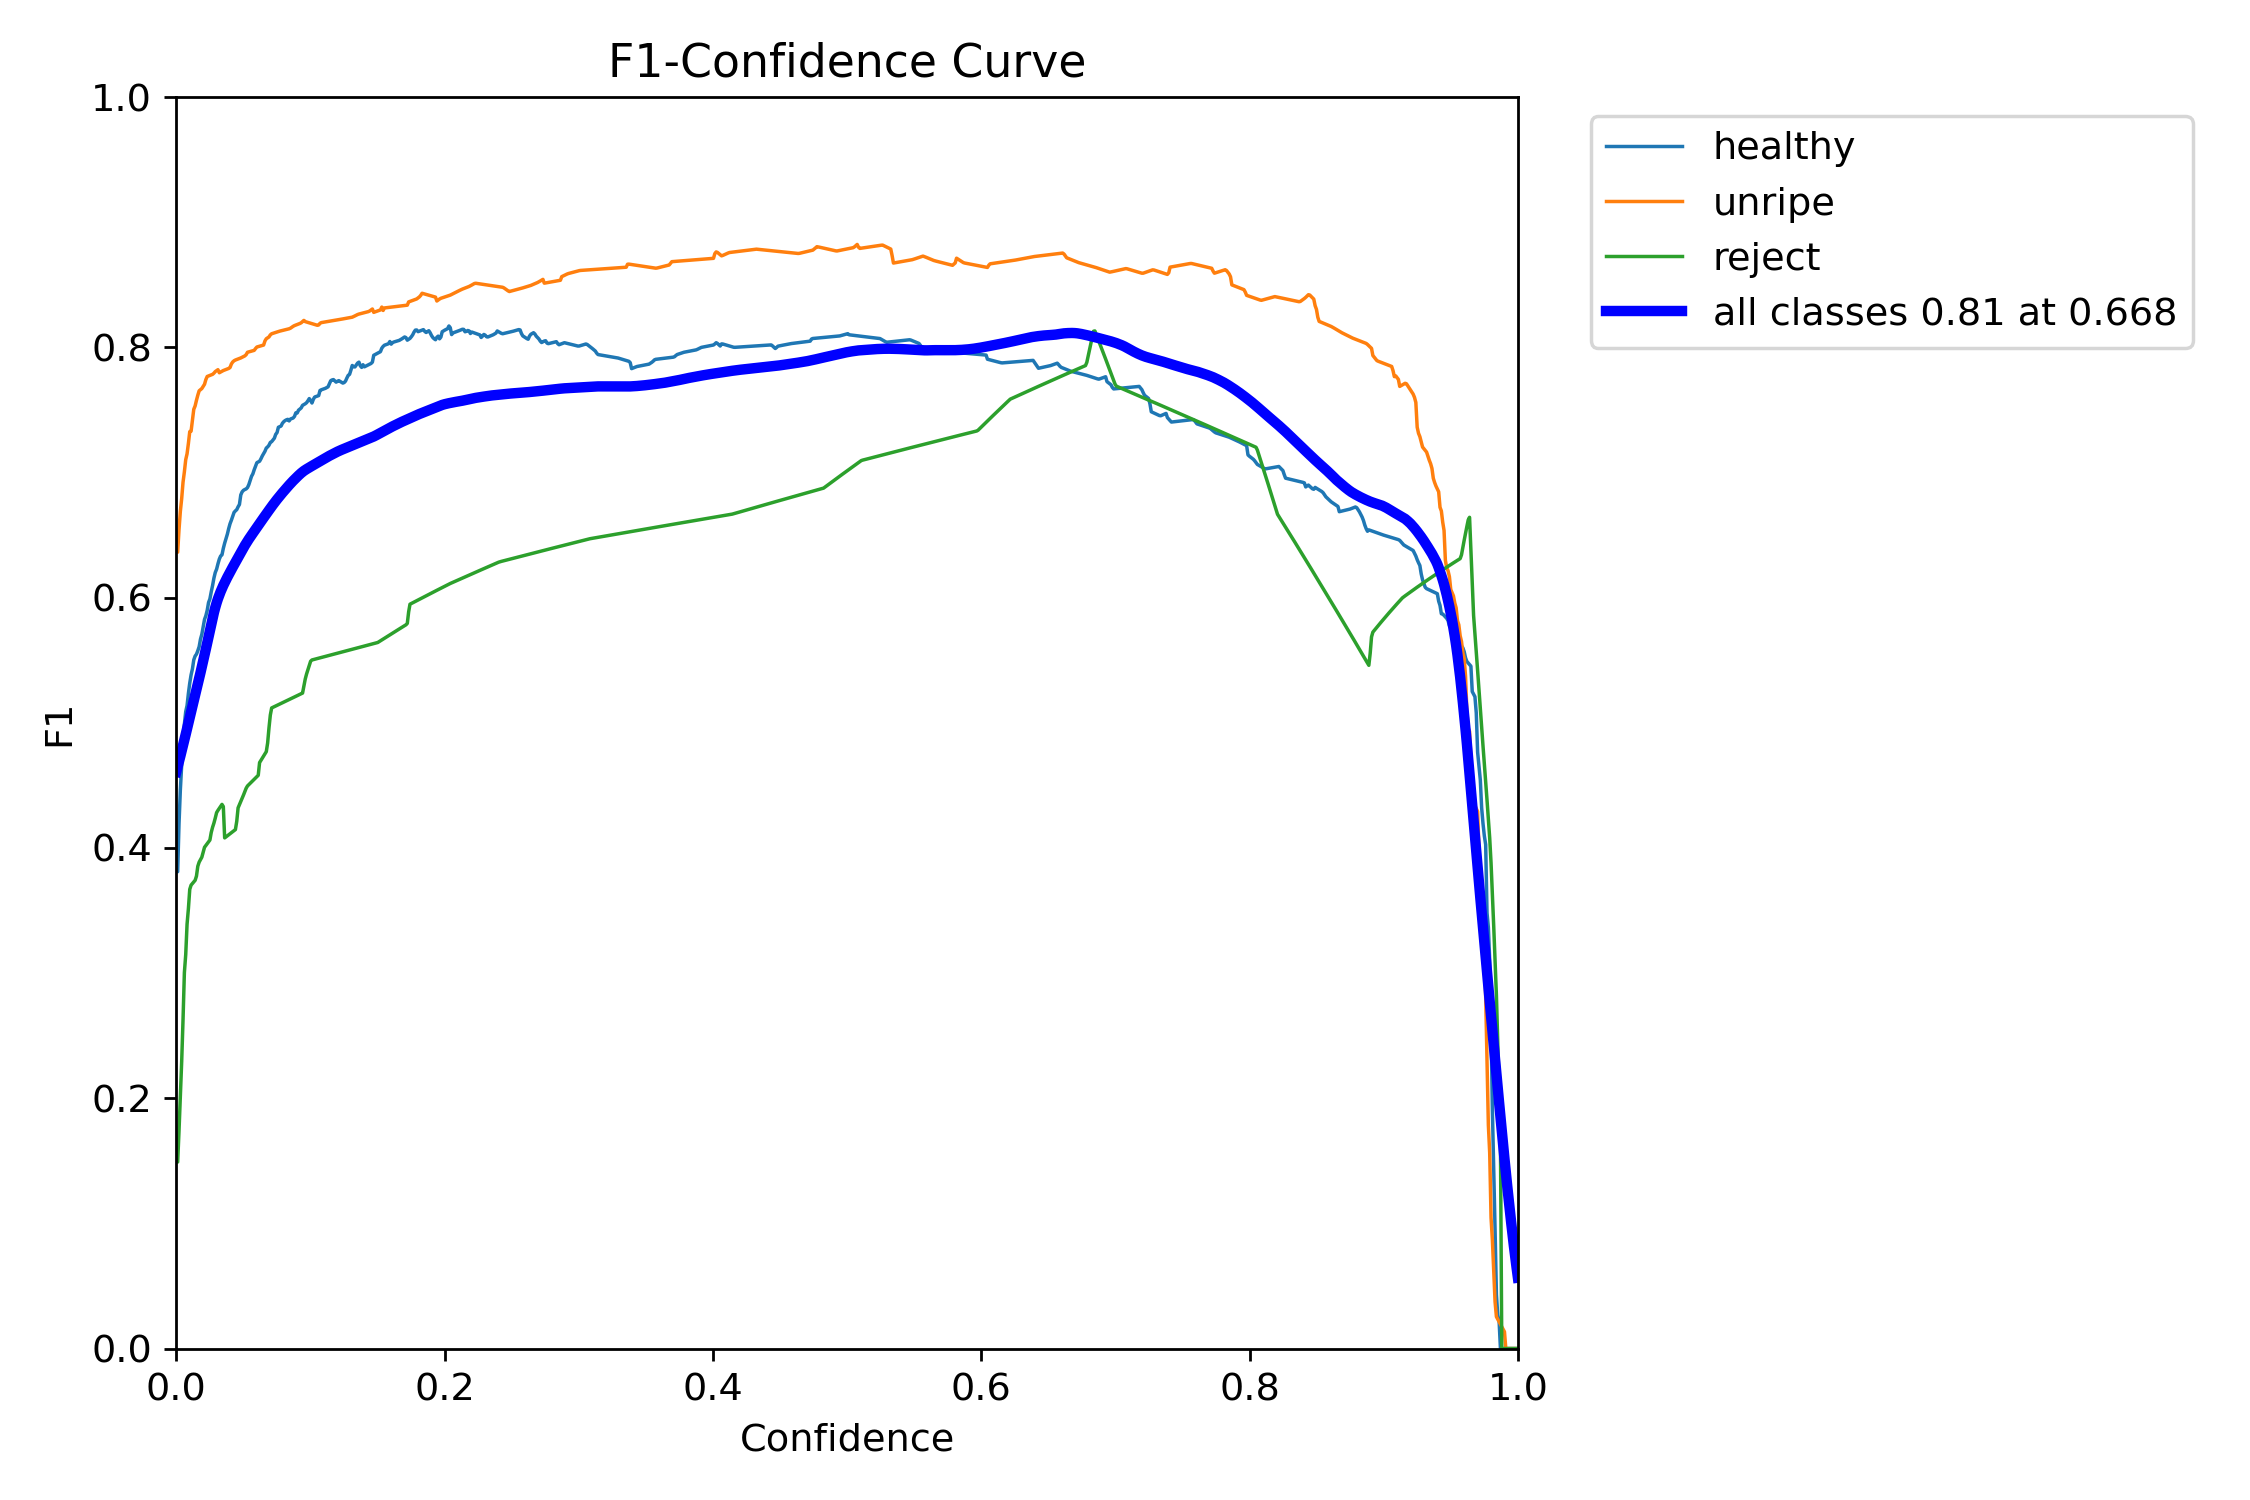 F1-Confidence Curve
1.0
0.8
0.6
0.4
0.2
0.0
F1
0.0 0.2 0.4 0.6 0.8 1.0
Confidence
healthy
unripe
reject
all classes 0.81 at 0.668